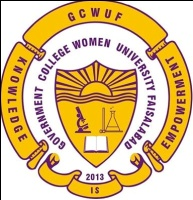 GCWUF
KNOWLEDGE
IS
EMPOWERMENT
GOVERNMENT COLLEGE WOMEN UNIVERSITY FAISALABAD
2013